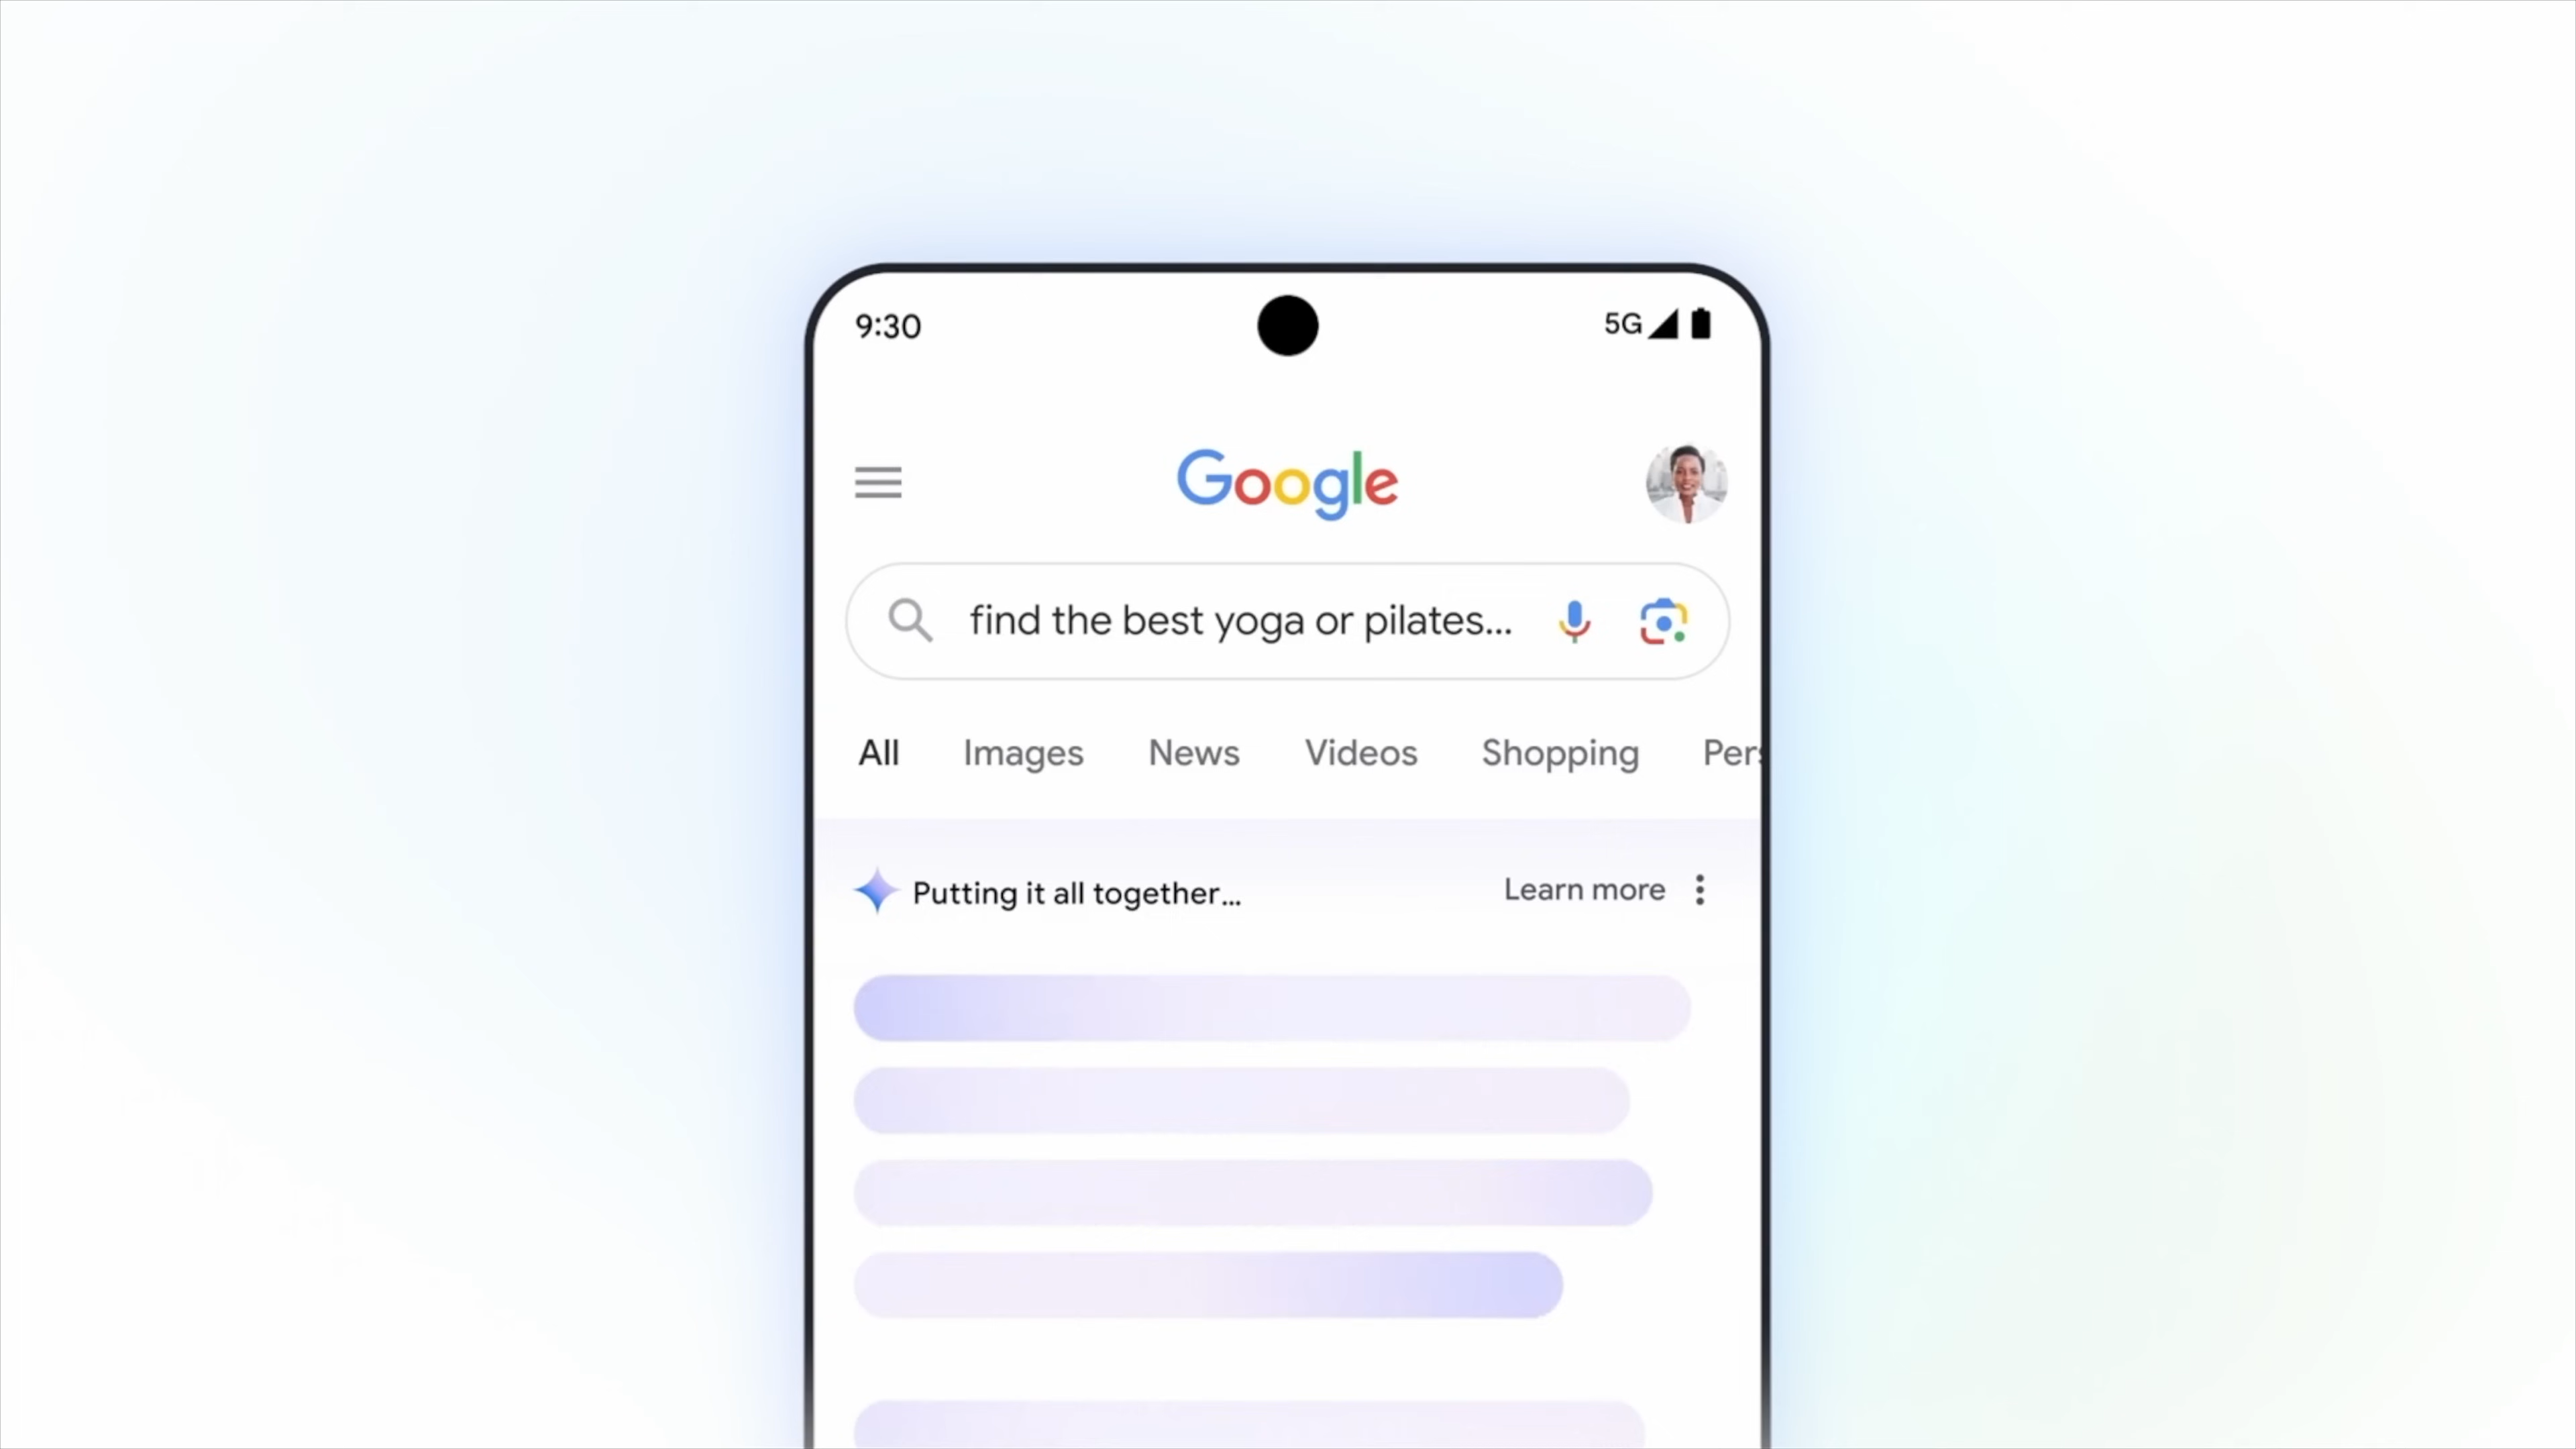 9:30 5G
Google
find the best yoga or pilates...
All Images News Videos Shopping Pers
Putting it all together... Learn more